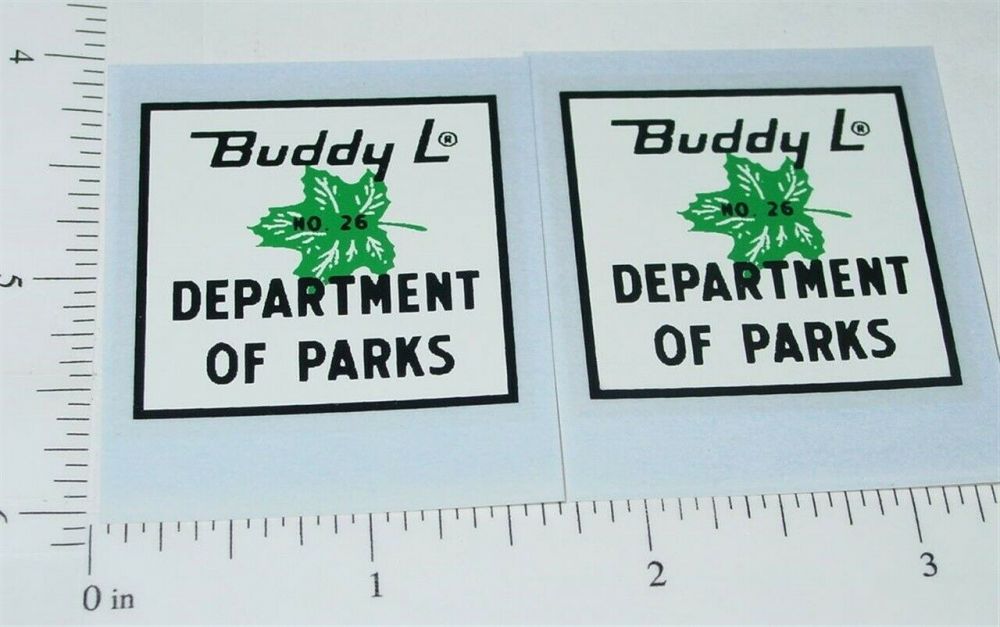 Buddy L®
NO. 26
DEPARTMENT
OF PARKS
Buddy L®
NO. 26
DEPARTMENT
OF PARKS
4
5
6
0 in
1
2
3